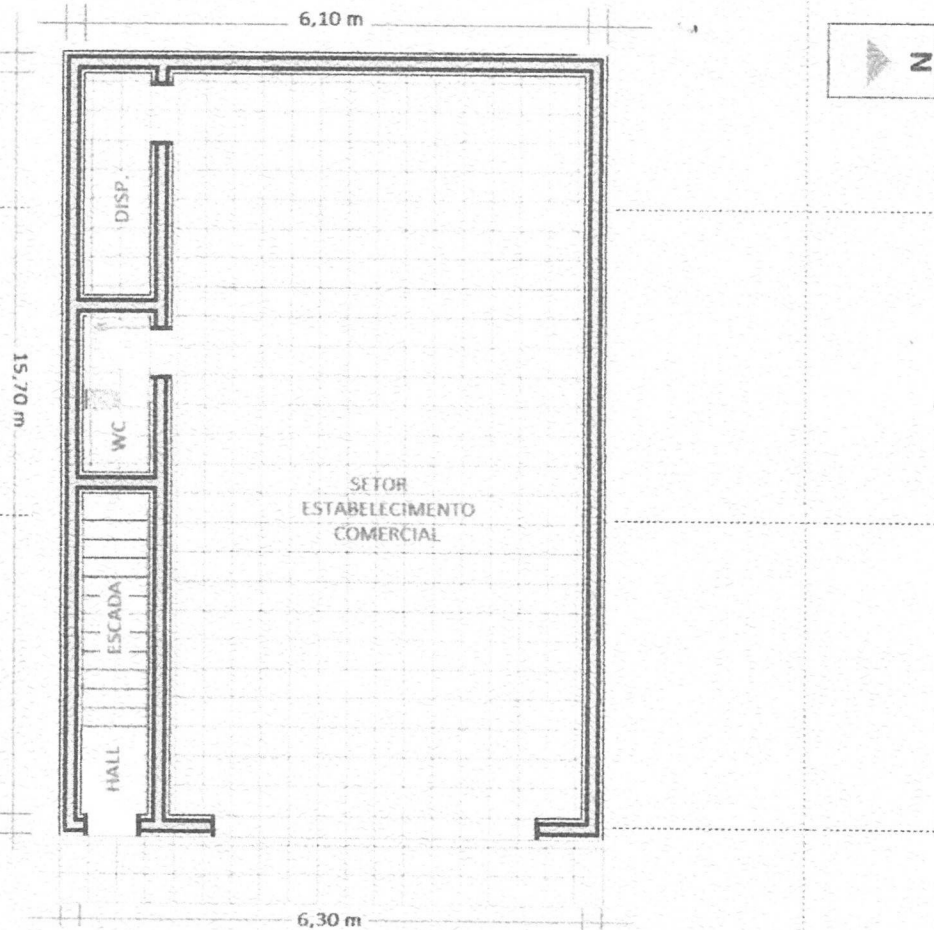 6,10 m
N
DISP.
15,70 m
WC
SETOR
ESTABELECIMENTO
COMERCIAL
ESCADA
HALL
6,30 m